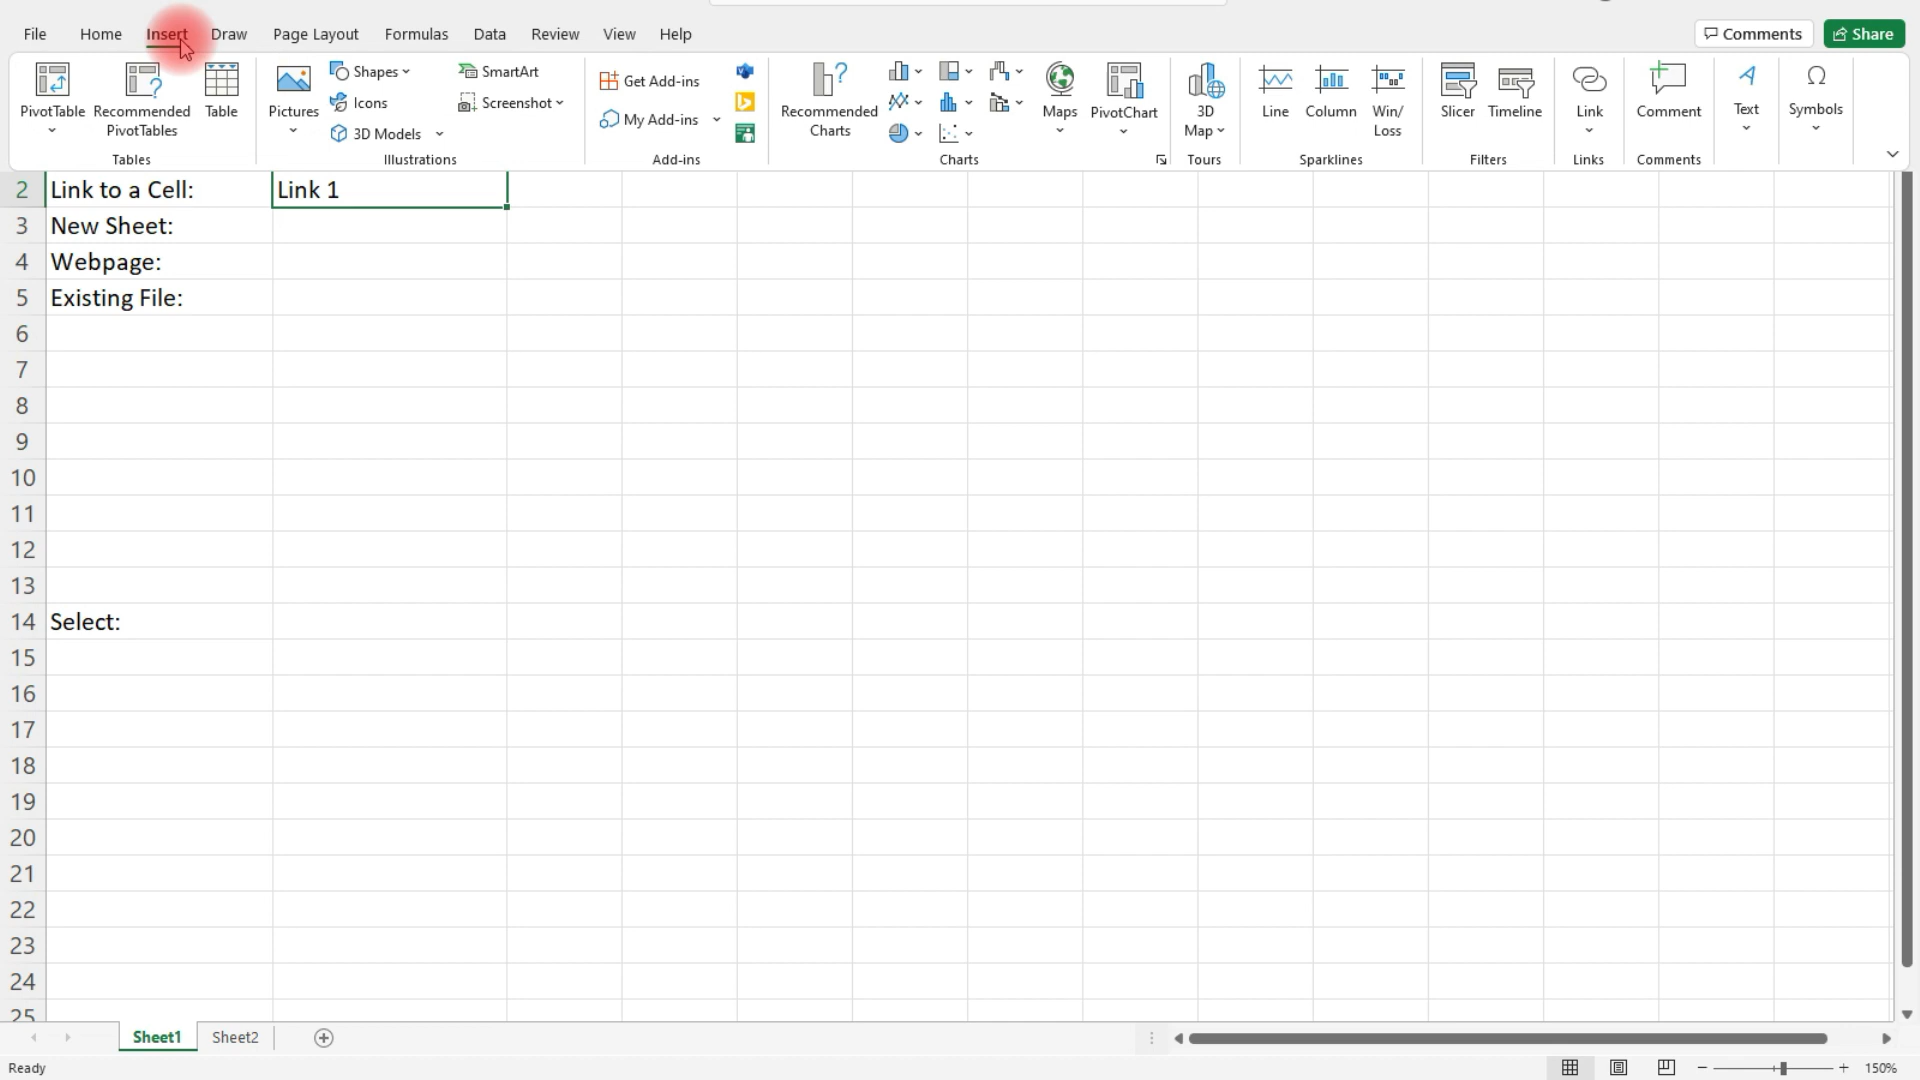 File Home Insert Draw Page Layout Formulas Data Review View Help Comments Share
PivotTable Recommended PivotTables Table
Pictures Shapes Icons 3D Models SmartArt Screenshot
Get Add-ins My Add-ins
Recommended Charts Maps PivotChart
3D Map Line Column Win/ Loss
Slicer Timeline Link Comment Text Symbols
Tables Illustrations Add-ins Charts Tours Sparklines Filters Links Comments
2 Link to a Cell: Link 1
3 New Sheet:
4 Webpage:
5 Existing File:
6
7
8
9
10
11
12
13
14 Select:
15
16
17
18
19
20
21
22
23
24
25
Sheet1 Sheet2
Ready 150%